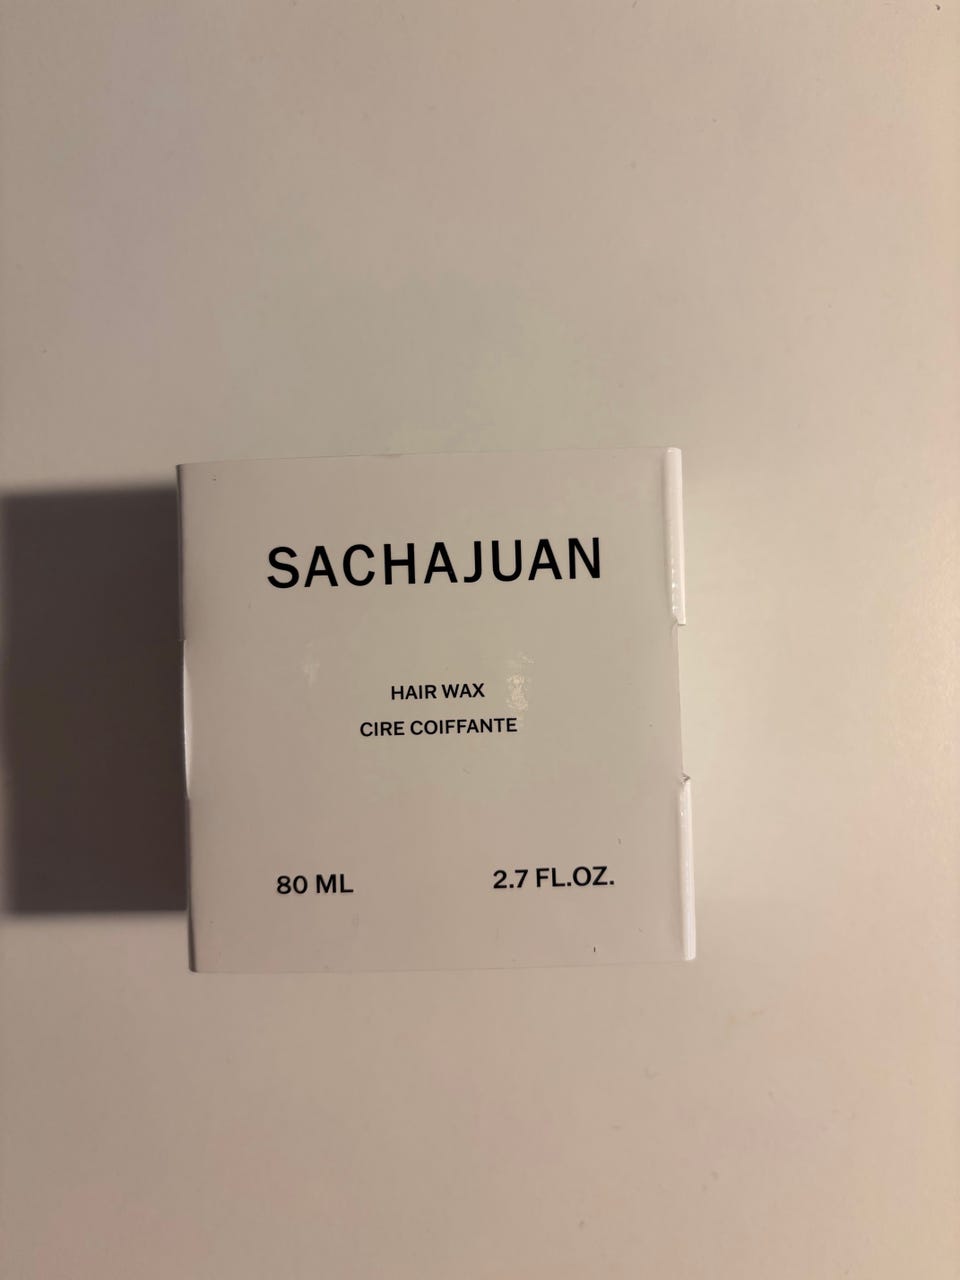 SACHAJUAN
HAIR WAX
CIRE COIFFANTE
80 ML 2.7 FL.OZ.